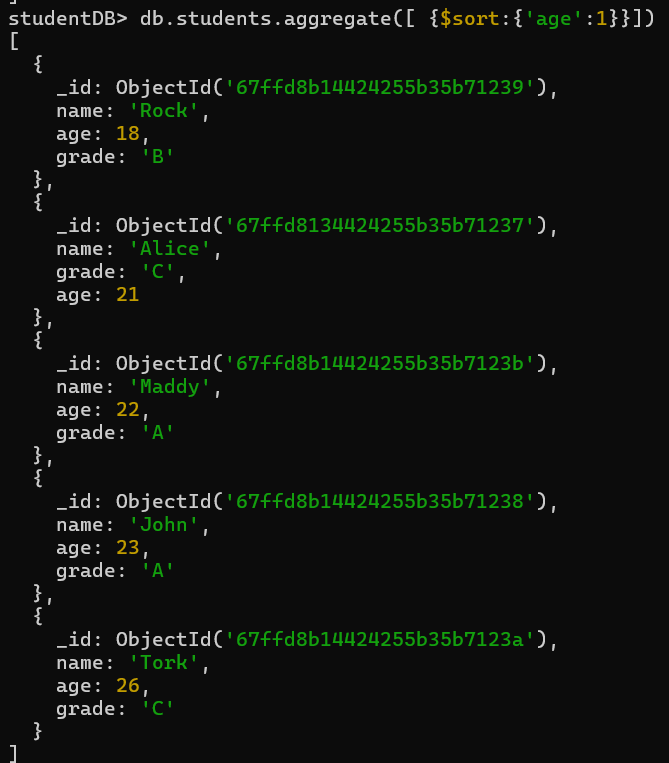 studentDB> db.students.aggregate([ {$sort:{'age':1}}])
[
  {
    _id: ObjectId('67ffd8b14424255b35b71239'),
    name: 'Rock',
    age: 18,
    grade: 'B'
  },
  {
    _id: ObjectId('67ffd8134424255b35b71237'),
    name: 'Alice',
    grade: 'C',
    age: 21
  },
  {
    _id: ObjectId('67ffd8b14424255b35b7123b'),
    name: 'Maddy',
    age: 22,
    grade: 'A'
  },
  {
    _id: ObjectId('67ffd8b14424255b35b71238'),
    name: 'John',
    age: 23,
    grade: 'A'
  },
  {
    _id: ObjectId('67ffd8b14424255b35b7123a'),
    name: 'Tork',
    age: 26,
    grade: 'C'
  }
]